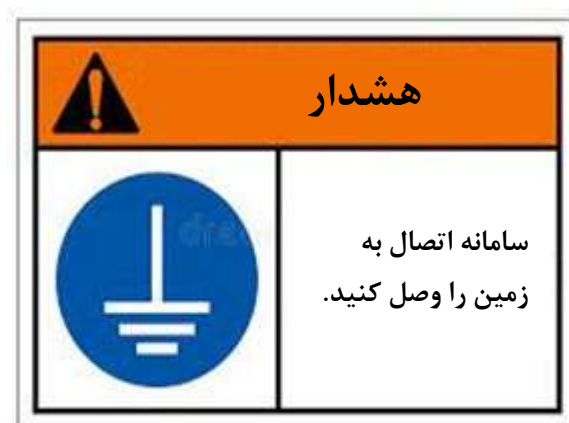 هشدار
سامانه اتصال به
زمین را وصل کنید.